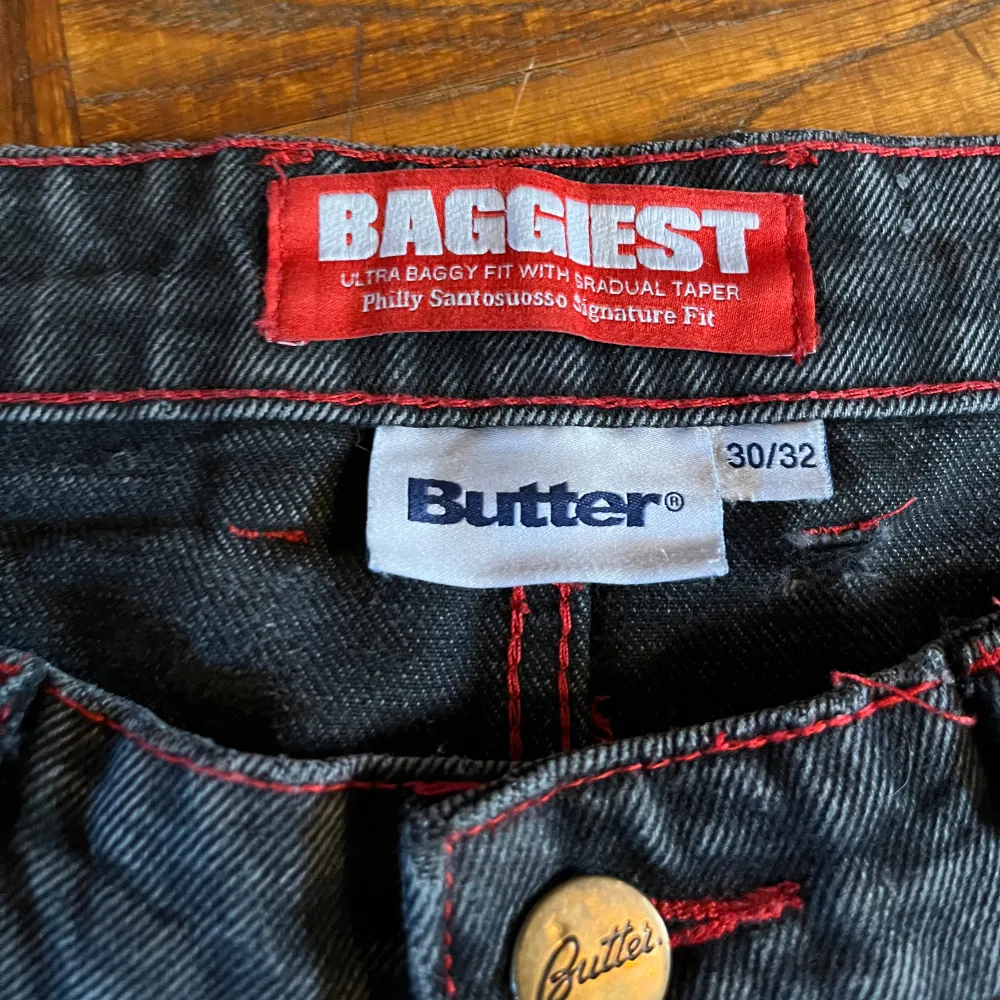 BAGGIEST
ULTRA BAGGY FIT WITH GRADUAL TAPER
Philly Santosuosso Signature Fit
Butter®
30/32
Butter.